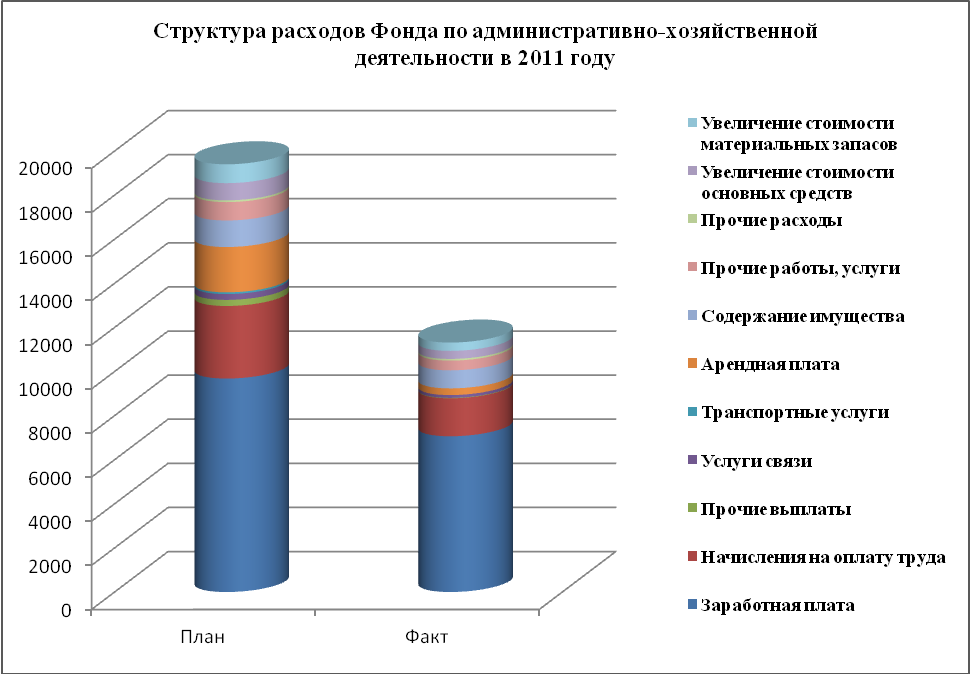 Структура расходов Фонда по административно-хозяйственной
деятельности в 2011 году
20000
18000
16000
14000
12000
10000
8000
6000
4000
2000
0
План
Факт
Увеличение стоимости
материальных запасов
Увеличение стоимости
основных средств
Прочие расходы
Прочие работы, услуги
Содержание имущества
Арендная плата
Транспортные услуги
Услуги связи
Прочие выплаты
Начисления на оплату труда
Заработная плата